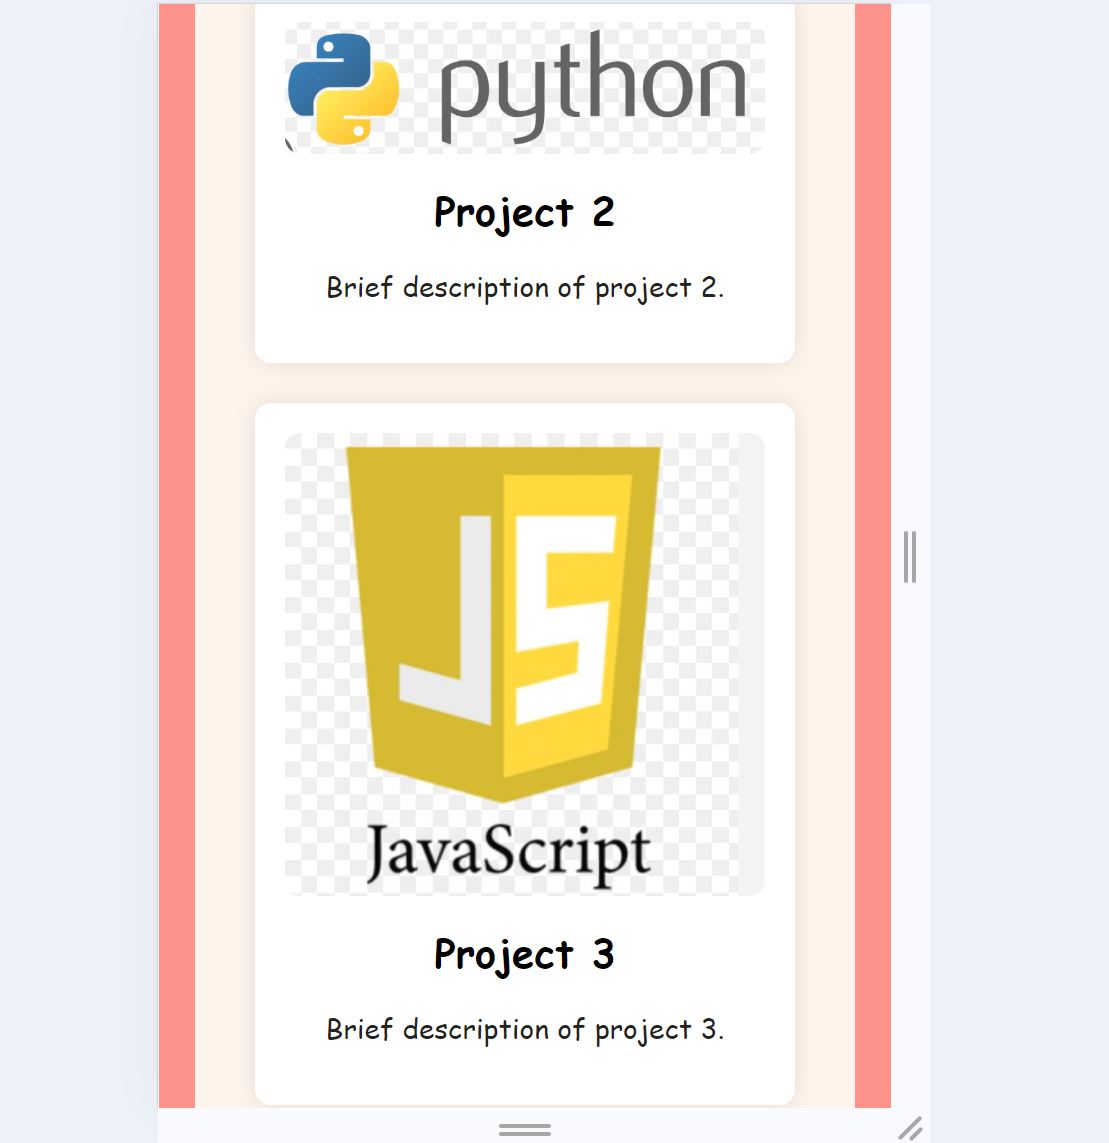 python
Project 2
Brief description of project 2.
JS
JavaScript
Project 3
Brief description of project 3.